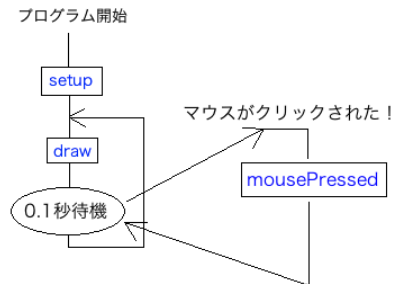 プログラム開始
setup
マウスがクリックされた！
draw
mousePressed
0.1秒待機